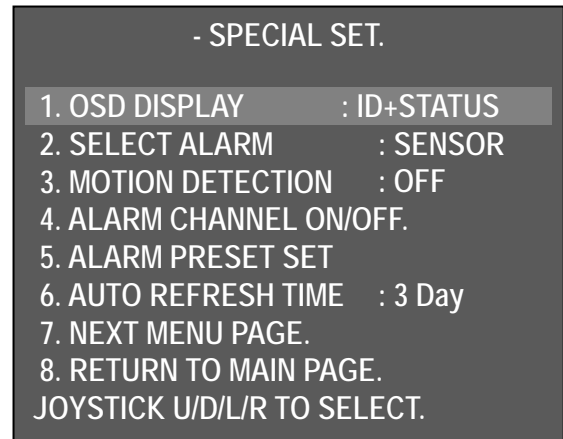 - SPECIAL SET.
1. OSD DISPLAY : ID+STATUS
2. SELECT ALARM : SENSOR
3. MOTION DETECTION : OFF
4. ALARM CHANNEL ON/OFF.
5. ALARM PRESET SET
6. AUTO REFRESH TIME : 3 Day
7. NEXT MENU PAGE.
8. RETURN TO MAIN PAGE.
JOYSTICK U/D/L/R TO SELECT.